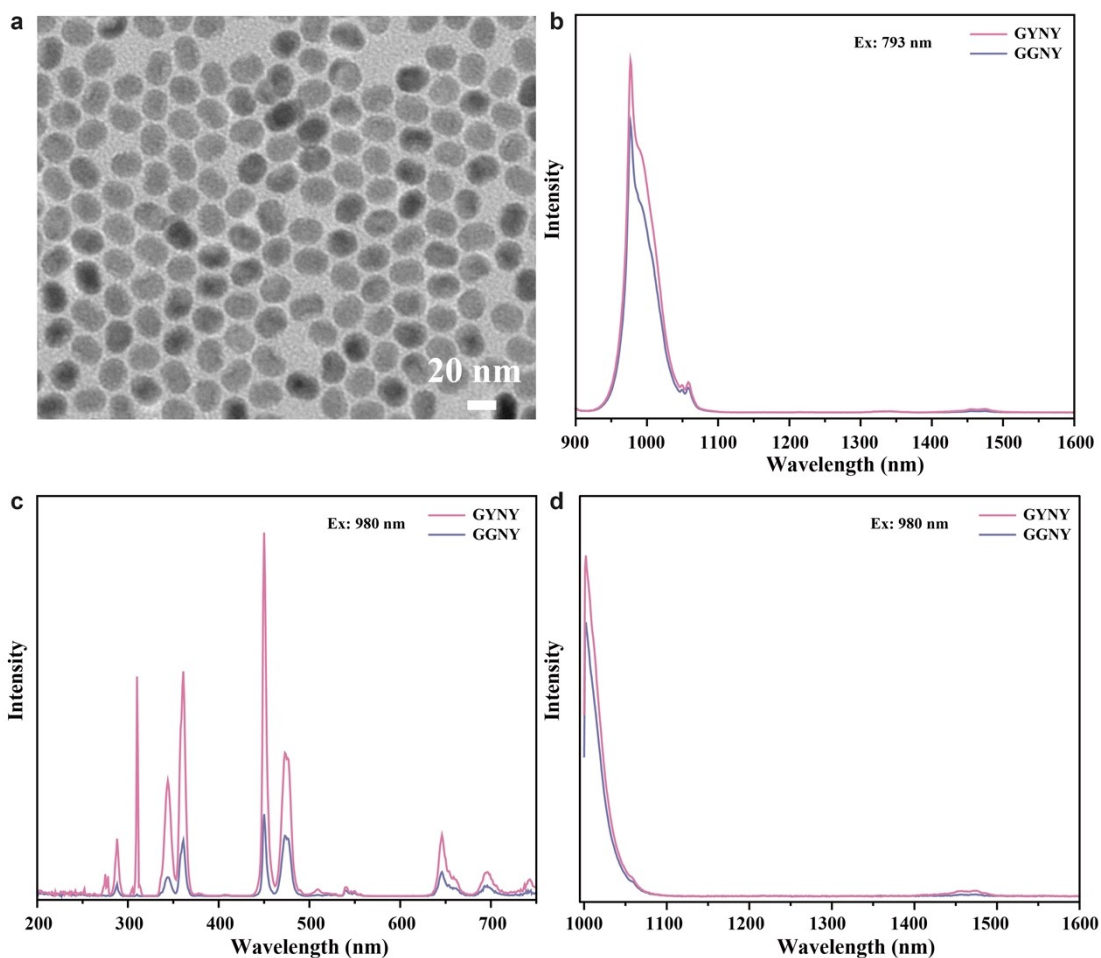 a
20 nm
b
Ex: 793 nm
GYNY
GGNY
Intensity
900 1000 1100 1200 1300 1400 1500 1600
Wavelength (nm)
c
Ex: 980 nm
GYNY
GGNY
Intensity
200 300 400 500 600 700
Wavelength (nm)
d
Ex: 980 nm
GYNY
GGNY
Intensity
1000 1100 1200 1300 1400 1500 1600
Wavelength (nm)